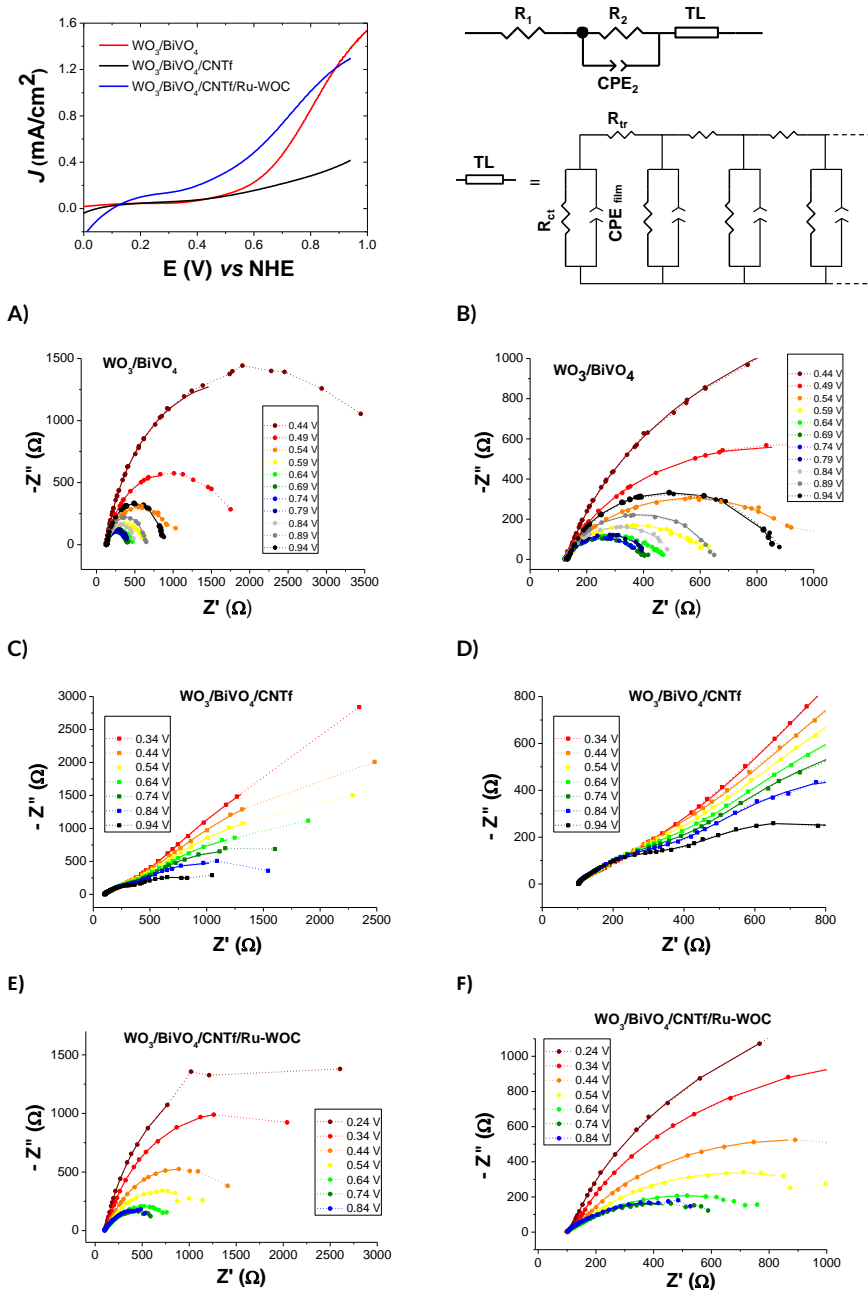 1.6
1.2
0.8
0.4
0.0
J (mA/cm²)
WO₃/BiVO₄
WO₃/BiVO₄/CNTf
WO₃/BiVO₄/CNTf/Ru-WOC
0.0 0.2 0.4 0.6 0.8 1.0
E (V) vs NHE
R₁ R₂ TL
CPE₂
R_tr
TL
=
R_ct
CPE_film
A)
B)
WO₃/BiVO₄
1500
1000
500
0
-Z'' (Ω)
0.44 V
0.49 V
0.54 V
0.59 V
0.64 V
0.69 V
0.74 V
0.79 V
0.84 V
0.89 V
0.94 V
0 500 1000 1500 2000 2500 3000 3500
Z' (Ω)
WO₃/BiVO₄
1000
800
600
400
200
0
-Z'' (Ω)
0.44 V
0.49 V
0.54 V
0.59 V
0.64 V
0.69 V
0.74 V
0.79 V
0.84 V
0.89 V
0.94 V
0 200 400 600 800 1000
Z' (Ω)
C)
D)
WO₃/BiVO₄/CNTf
3000
2500
2000
1500
1000
500
0
- Z'' (Ω)
0.34 V
0.44 V
0.54 V
0.64 V
0.74 V
0.84 V
0.94 V
0 500 1000 1500 2000 2500
Z' (Ω)
WO₃/BiVO₄/CNTf
800
600
400
200
0
- Z'' (Ω)
0.34 V
0.44 V
0.54 V
0.64 V
0.74 V
0.84 V
0.94 V
0 200 400 600 800
Z' (Ω)
E)
F)
WO₃/BiVO₄/CNTf/Ru-WOC
1500
1000
500
0
- Z'' (Ω)
0.24 V
0.34 V
0.44 V
0.54 V
0.64 V
0.74 V
0.84 V
0 500 1000 1500 2000 2500 3000
Z' (Ω)
WO₃/BiVO₄/CNTf/Ru-WOC
1000
800
600
400
200
0
- Z'' (Ω)
0.24 V
0.34 V
0.44 V
0.54 V
0.64 V
0.74 V
0.84 V
0 200 400 600 800 1000
Z' (Ω)